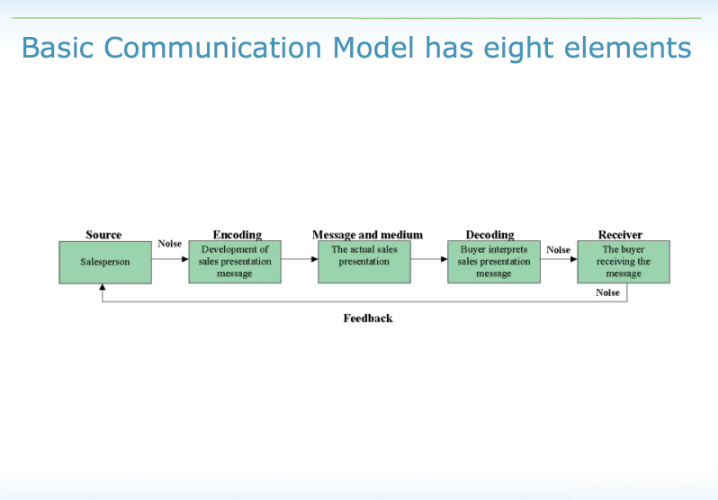 Basic Communication Model has eight elements
Source
Noise
Encoding
Message and medium
Decoding
Noise
Receiver
Salesperson
Development of
sales presentation
message
The actual sales
presentation
Buyer interprets
sales presentation
message
The buyer
receiving the
message
Noise
Feedback